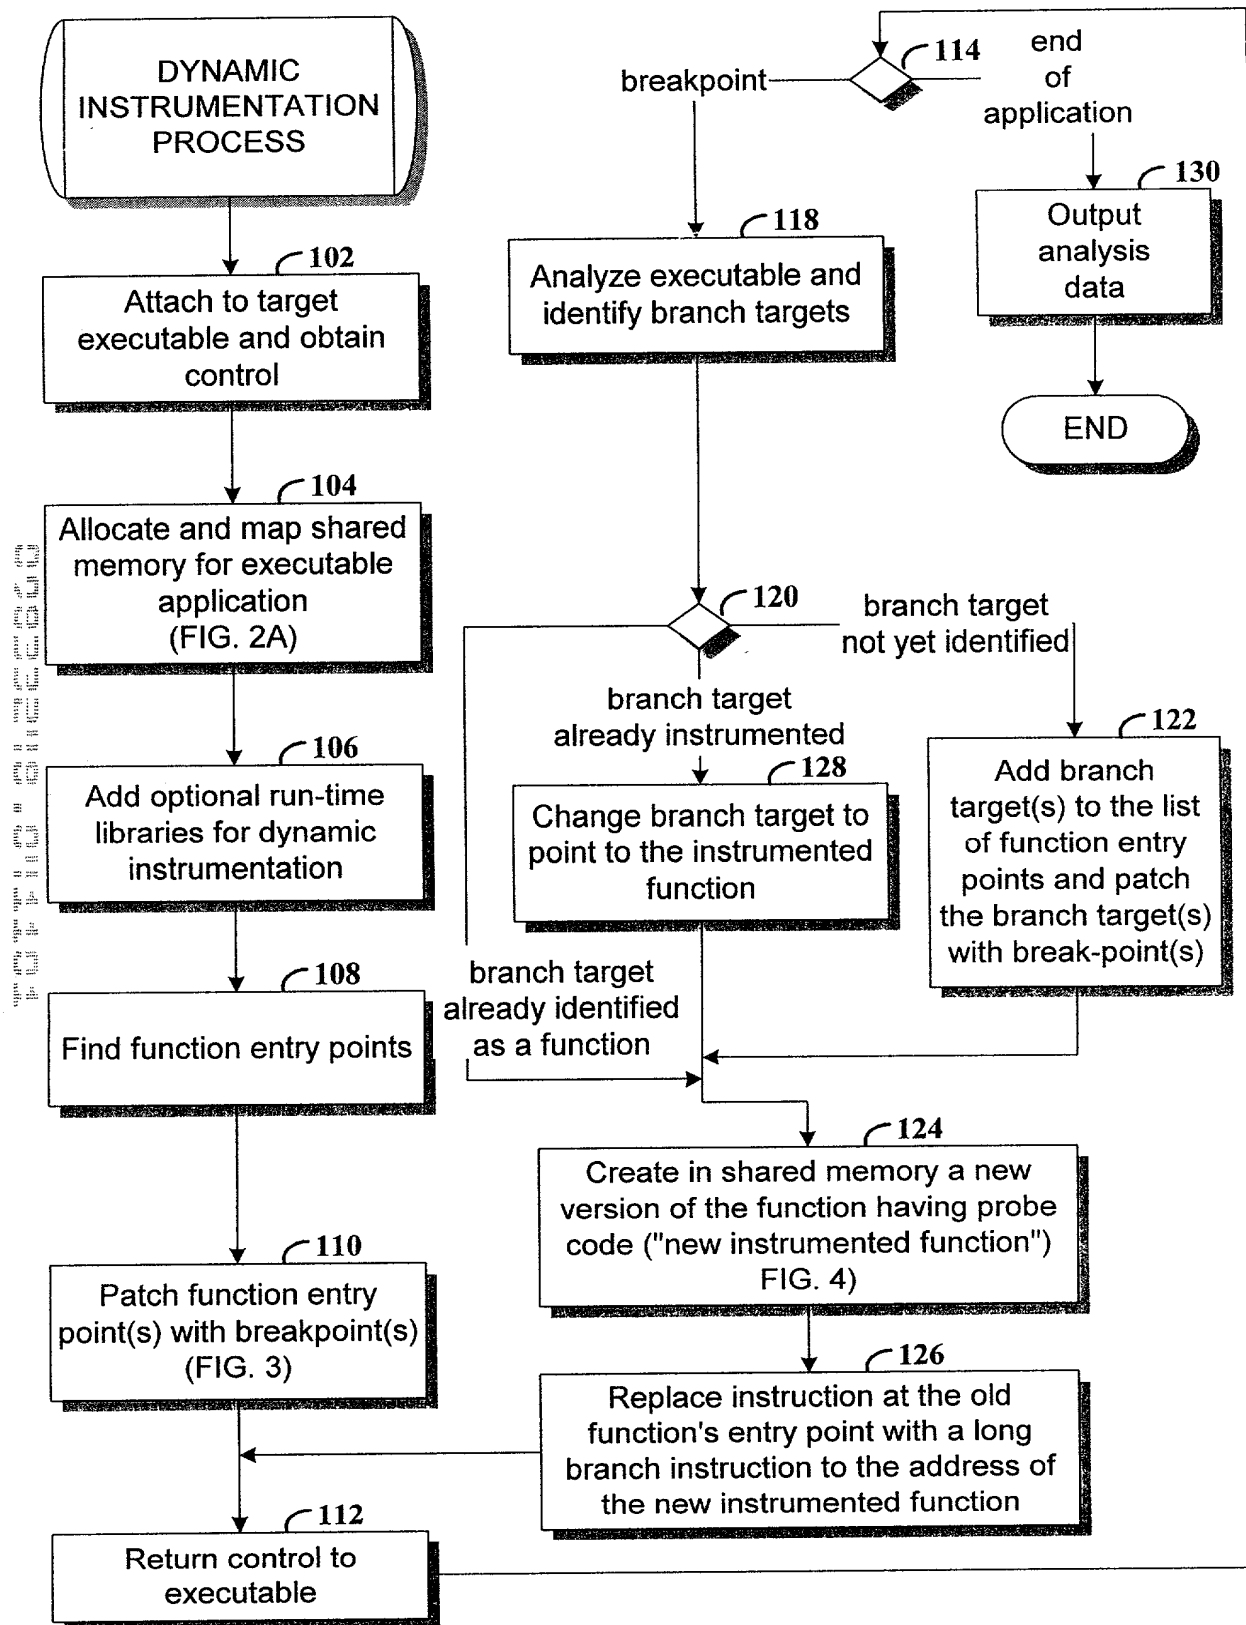 DYNAMIC
INSTRUMENTATION
PROCESS
102
Attach to target
executable and obtain
control
104
Allocate and map shared
memory for executable
application
(FIG. 2A)
106
Add optional run-time
libraries for dynamic
instrumentation
108
Find function entry points
110
Patch function entry
point(s) with breakpoint(s)
(FIG. 3)
112
Return control to
executable
114
breakpoint
end
of
application
130
Output
analysis
data
END
118
Analyze executable and
identify branch targets
120
branch target
not yet identified
branch target
already instrumented
122
Add branch
target(s) to the list
of function entry
points and patch
the branch target(s)
with break-point(s)
128
Change branch target to
point to the instrumented
function
branch target
already identified
as a function
124
Create in shared memory a new
version of the function having probe
code ("new instrumented function")
FIG. 4)
126
Replace instruction at the old
function's entry point with a long
branch instruction to the address of
the new instrumented function